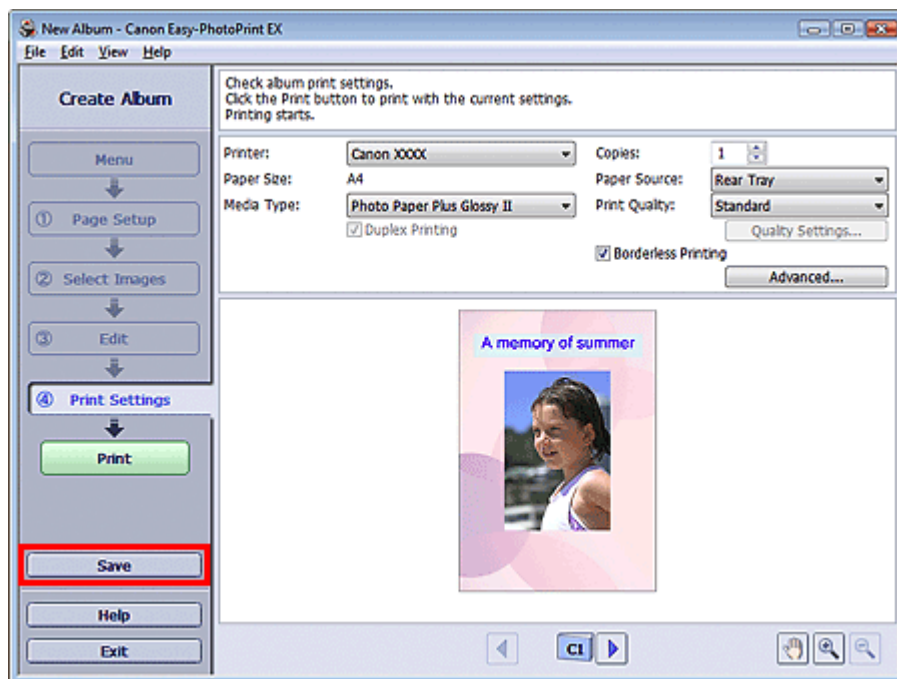 New Album - Canon Easy-PhotoPrint EX
File Edit View Help
Create Album
Menu
① Page Setup
② Select Images
③ Edit
④ Print Settings
Print
Save
Help
Exit
Check album print settings.
Click the Print button to print with the current settings.
Printing starts.
Printer: Canon XXXX Copies: 1
Paper Size: A4 Paper Source: Rear Tray
Media Type: Photo Paper Plus Glossy II Print Quality: Standard
Duplex Printing Quality Settings...
Borderless Printing
Advanced...
A memory of summer
C1